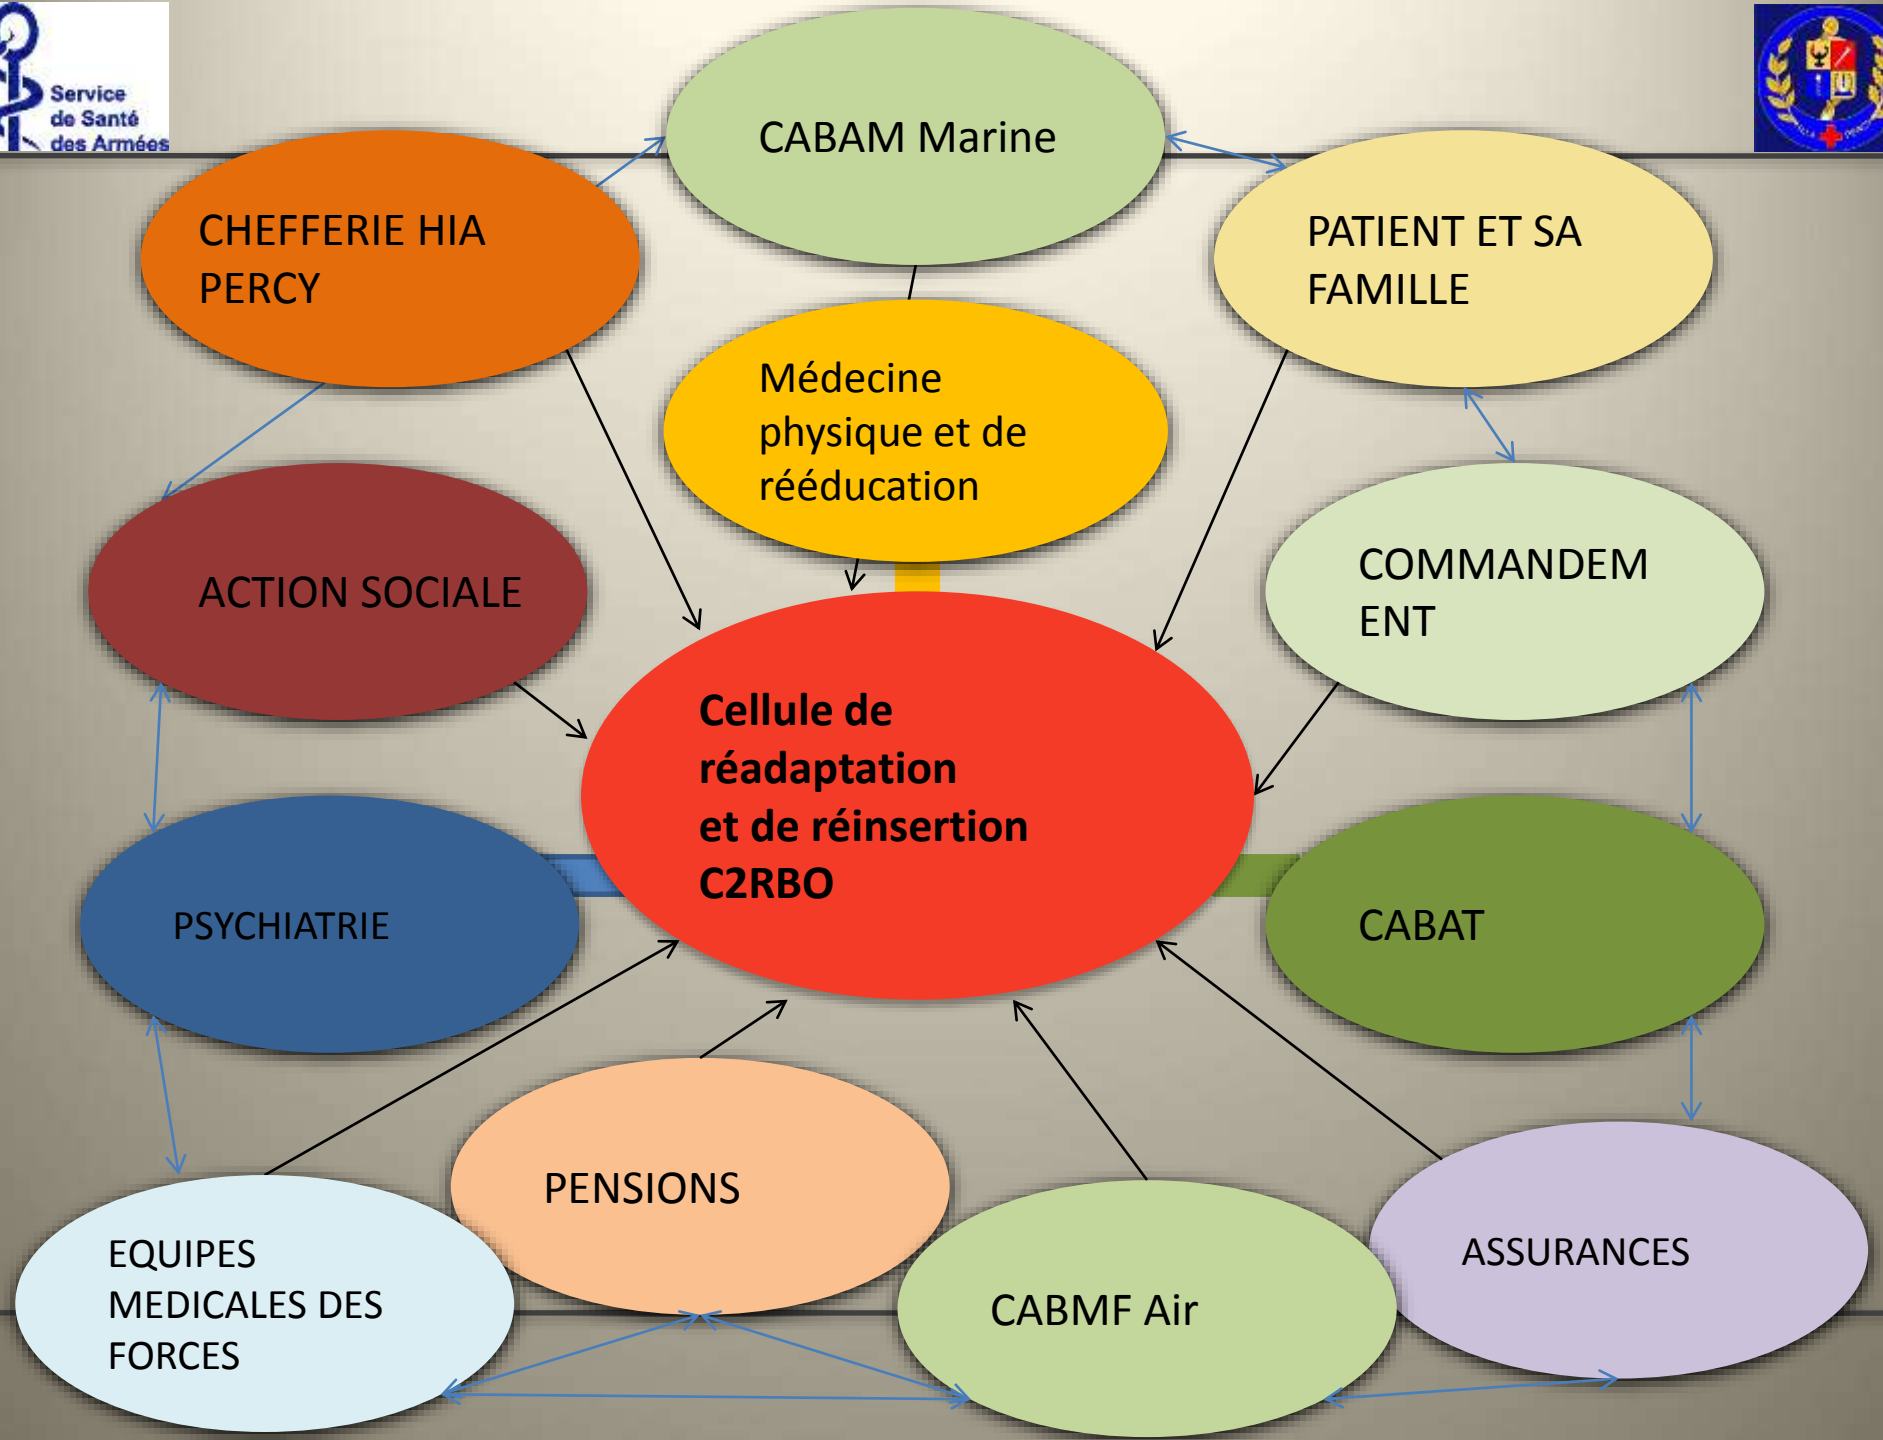 Service
de Santé
des Armées
CABAM Marine
CHEFFERIE HIA
PERCY
PATIENT ET SA
FAMILLE
Médecine
physique et de
rééducation
ACTION SOCIALE
COMMANDEM
ENT
Cellule de
réadaptation
et de réinsertion
C2RBO
PSYCHIATRIE
CABAT
PENSIONS
EQUIPES
MEDICALES DES
FORCES
CABMF Air
ASSURANCES